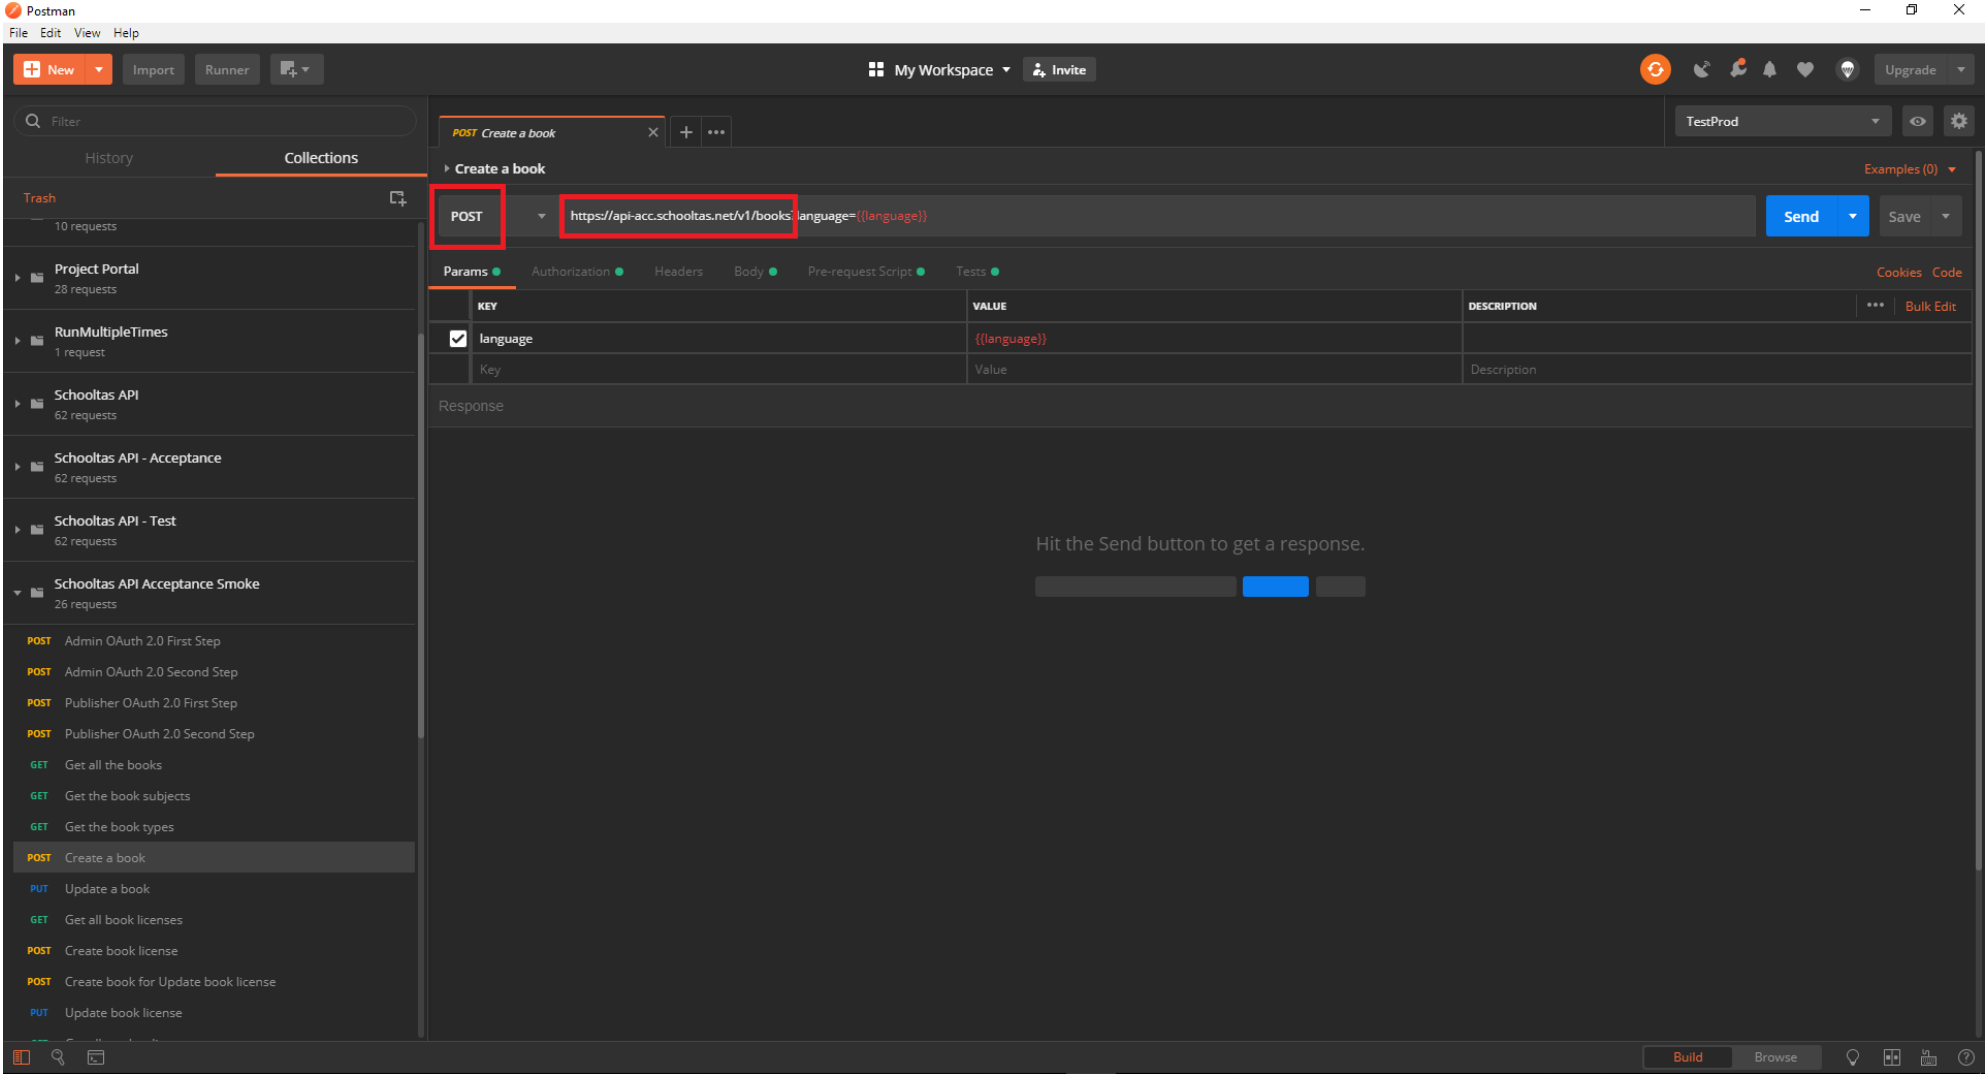 Postman
File Edit View Help
New Import Runner
My Workspace Invite
Upgrade
Filter
History Collections
Trash
10 requests
Project Portal
28 requests
RunMultipleTimes
1 request
Schooltas API
62 requests
Schooltas API - Acceptance
62 requests
Schooltas API - Test
62 requests
Schooltas API Acceptance Smoke
26 requests
POST Admin OAuth 2.0 First Step
POST Admin OAuth 2.0 Second Step
POST Publisher OAuth 2.0 First Step
POST Publisher OAuth 2.0 Second Step
GET Get all the books
GET Get the book subjects
GET Get the book types
POST Create a book
PUT Update a book
GET Get all book licenses
POST Create book license
POST Create book for Update book license
PUT Update book license
POST Create a book
TestProd
Create a book
Examples (0)
POST https://api-acc.schooltas.net/v1/books?language={{language}} Send Save
Params Authorization Headers Body Pre-request Script Tests Cookies Code
KEY VALUE DESCRIPTION Bulk Edit
language {{language}}
Key Value Description
Response
Hit the Send button to get a response.
Build Browse